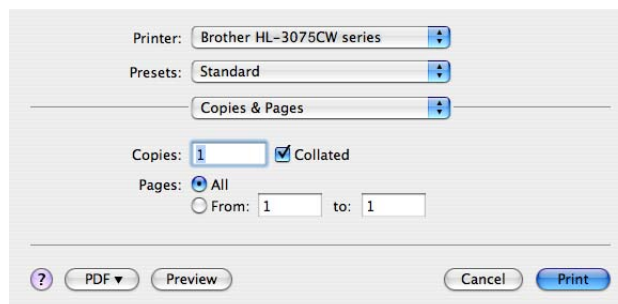 Printer: Brother HL-3075CW series
Presets: Standard
Copies & Pages
Copies: 1 Collated
Pages: All
From: 1 to: 1
? PDF ▼ Preview Cancel Print